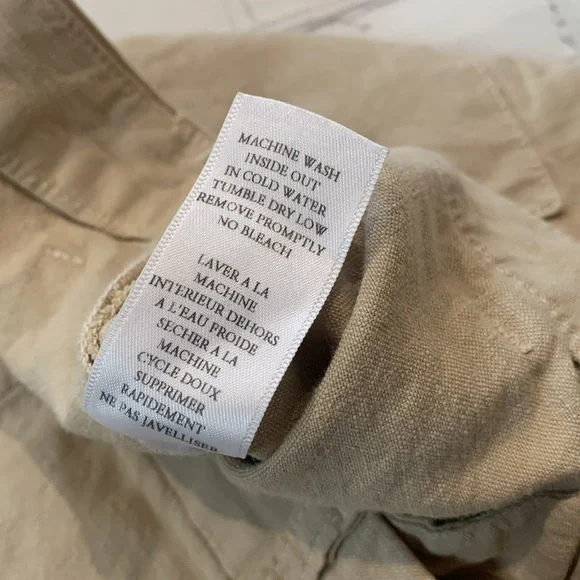 MACHINE WASH
INSIDE OUT
IN COLD WATER
TUMBLE DRY LOW
REMOVE PROMPTLY
NO BLEACH
LAVER A LA
MACHINE
INTERIEUR DEHORS
A L'EAU FROIDE
SECHER A LA
MACHINE
CYCLE DOUX
SUPPRIMER
RAPIDEMENT
NE PAS JAVELLISER